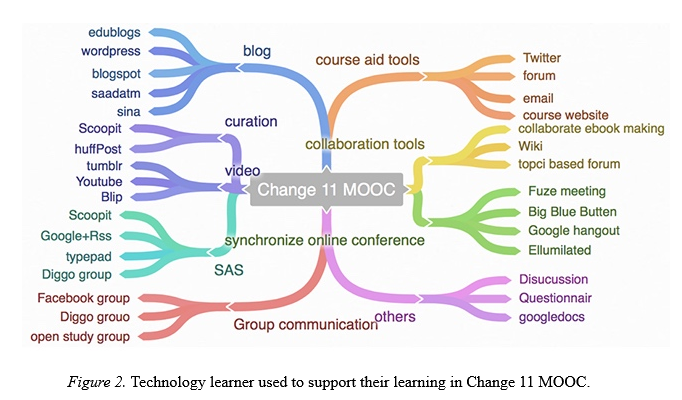 blog
edublogs
wordpress
blogspot
saadatm
sina
curation
Scoopit
huffPost
video
tumblr
Youtube
Blip
SAS
Scoopit
Google+Rss
typepad
Diggo group
Group communication
Facebook group
Diggo grouo
open study group
Change 11 MOOC
course aid tools
Twitter
forum
email
course website
collaboration tools
collaborate ebook making
Wiki
topci based forum
synchronize online conference
Fuze meeting
Big Blue Butten
Google hangout
Ellumilated
others
Disucussion
Questionnair
googledocs
Figure 2. Technology learner used to support their learning in Change 11 MOOC.